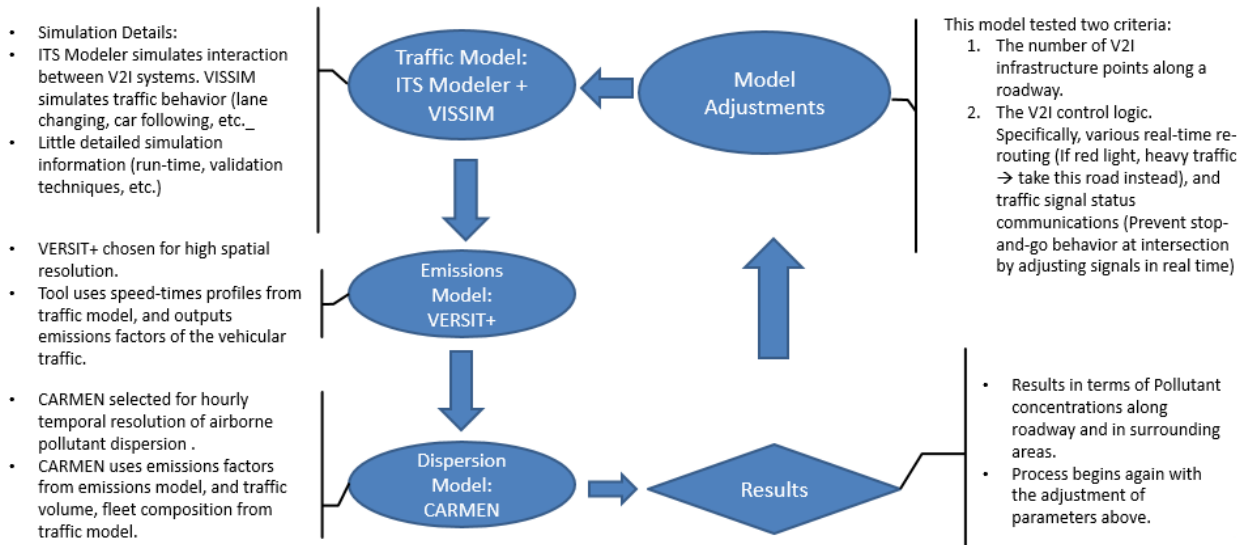 • Simulation Details:
• ITS Modeler simulates interaction
between V2I systems. VISSIM
simulates traffic behavior (lane
changing, car following, etc._
• Little detailed simulation
information (run-time, validation
techniques, etc.)
Traffic Model:
ITS Modeler +
VISSIM
Model
Adjustments
This model tested two criteria:
1. The number of V2I
infrastructure points along a
roadway.
2. The V2I control logic.
Specifically, various real-time re-
routing (If red light, heavy traffic
→ take this road instead), and
traffic signal status
communications (Prevent stop-
and-go behavior at intersection
by adjusting signals in real time)
• VERSIT+ chosen for high spatial
resolution.
• Tool uses speed-times profiles from
traffic model, and outputs
emissions factors of the vehicular
traffic.
Emissions
Model:
VERSIT+
• CARMEN selected for hourly
temporal resolution of airborne
pollutant dispersion .
• CARMEN uses emissions factors
from emissions model, and traffic
volume, fleet composition from
traffic model.
Dispersion
Model:
CARMEN
Results
• Results in terms of Pollutant
concentrations along
roadway and in surrounding
areas.
• Process begins again with
the adjustment of
parameters above.